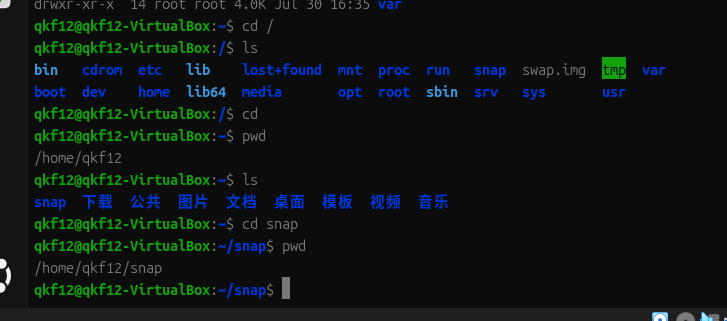 drwxr-xr-x  14 root root 4.0K Jul 30 16:35 var
qkf12@qkf12-VirtualBox:~$ cd /
qkf12@qkf12-VirtualBox:/$ ls
bin   cdrom  etc   lib    lost+found  mnt  proc  run   snap  swap.img  tmp  var
boot  dev    home  lib64  media       opt  root  sbin  srv   sys       usr
qkf12@qkf12-VirtualBox:/$ cd
qkf12@qkf12-VirtualBox:~$ pwd
/home/qkf12
qkf12@qkf12-VirtualBox:~$ ls
snap  下载  公共  图片  文档  桌面  模板  视频  音乐
qkf12@qkf12-VirtualBox:~$ cd snap
qkf12@qkf12-VirtualBox:~/snap$ pwd
/home/qkf12/snap
qkf12@qkf12-VirtualBox:~/snap$